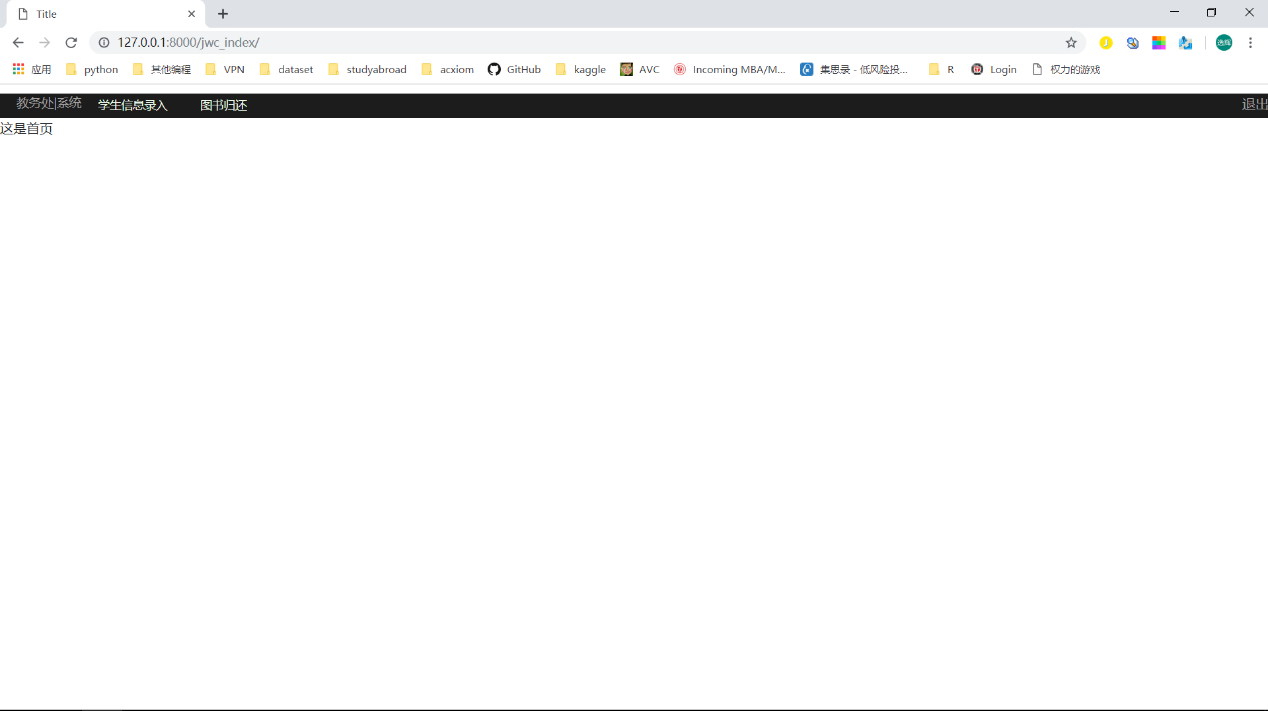 Title
127.0.0.1:8000/jwc_index/
应用 python 其他编程 VPN dataset studyabroad acxiom GitHub kaggle AVC Incoming MBA/M... 集思录 - 低风险投... R Login 权力的游戏
教务处|系统 学生信息录入 图书归还 退出
这是首页